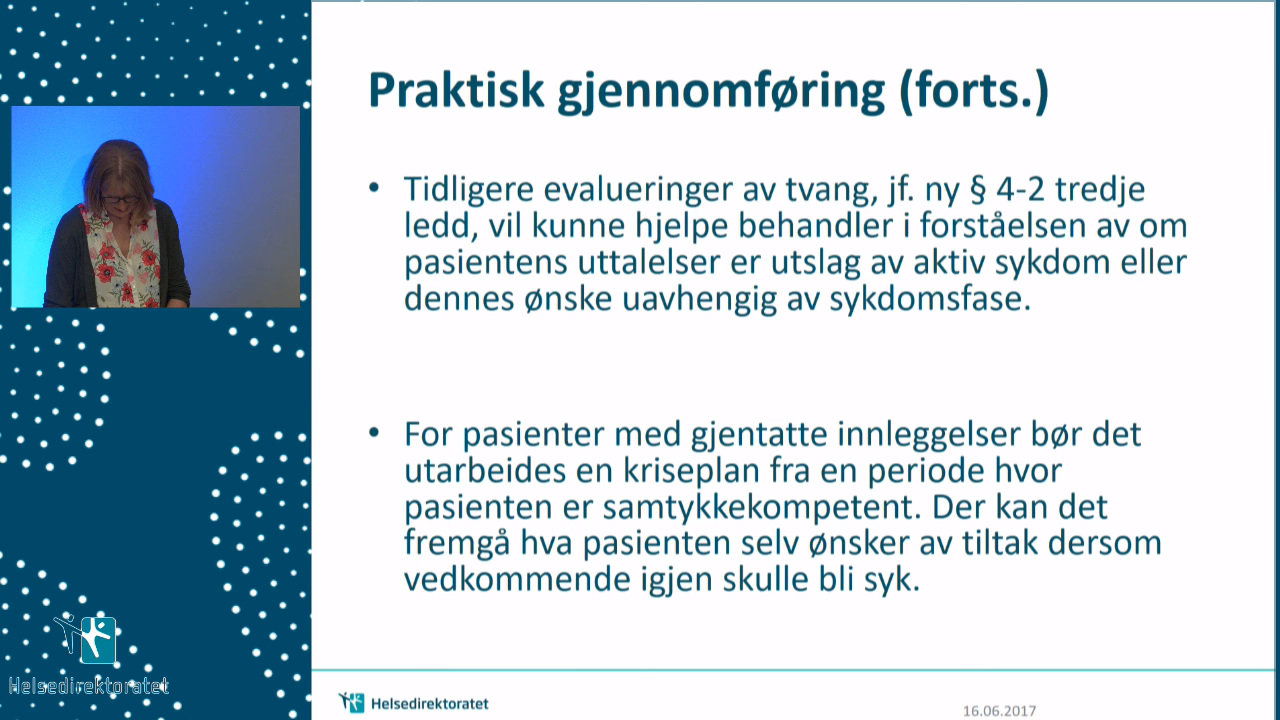 Praktisk gjennomføring (forts.)
• Tidligere evalueringer av tvang, jf. ny § 4-2 tredje
ledd, vil kunne hjelpe behandler i forståelsen av om
pasientens uttalelser er utslag av aktiv sykdom eller
dennes ønske uavhengig av sykdomsfase.
• For pasienter med gjentatte innleggelser bør det
utarbeides en kriseplan fra en periode hvor
pasienten er samtykkekompetent. Der kan det
fremgå hva pasienten selv ønsker av tiltak dersom
vedkommende igjen skulle bli syk.
Helsedirektoratet
Helsedirektoratet
16.06.2017